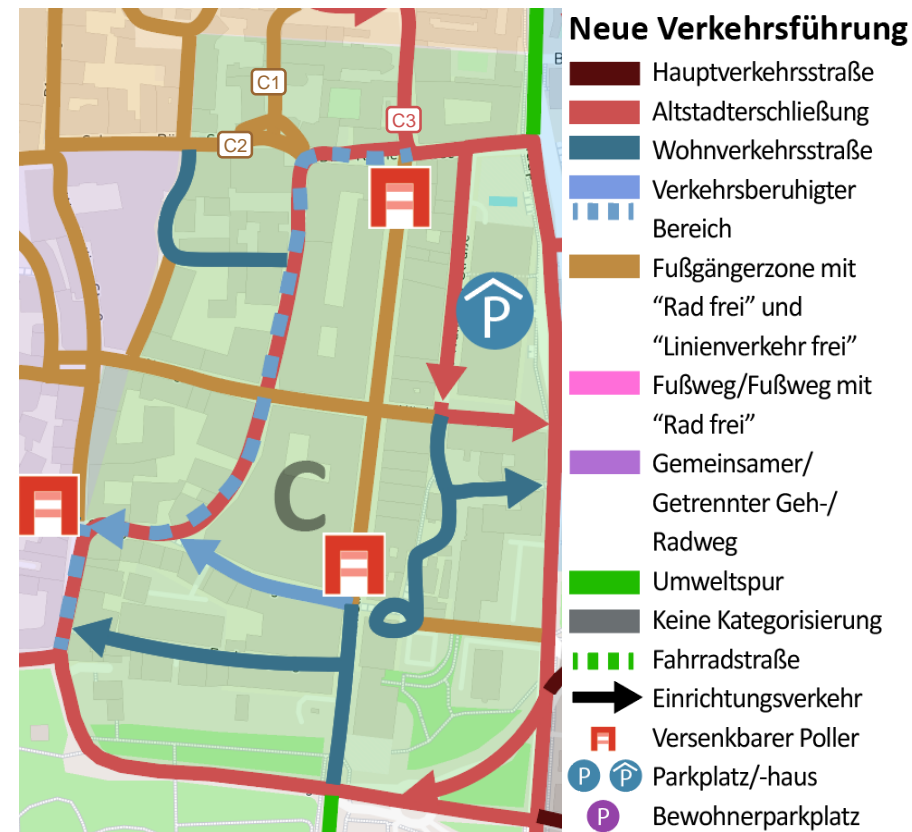 C1
C3
C2
P
C
Neue Verkehrsführung
Hauptverkehrsstraße
Altstadterschließung
Wohnverkehrsstraße
Verkehrsberuhigter
Bereich
Fußgängerzone mit
“Rad frei” und
“Linienverkehr frei”
Fußweg/Fußweg mit
“Rad frei”
Gemeinsamer/
Getrennter Geh-/
Radweg
Umweltspur
Keine Kategorisierung
Fahrradstraße
Einrichtungsverkehr
Versenkbarer Poller
P P Parkplatz/-haus
P Bewohnerparkplatz